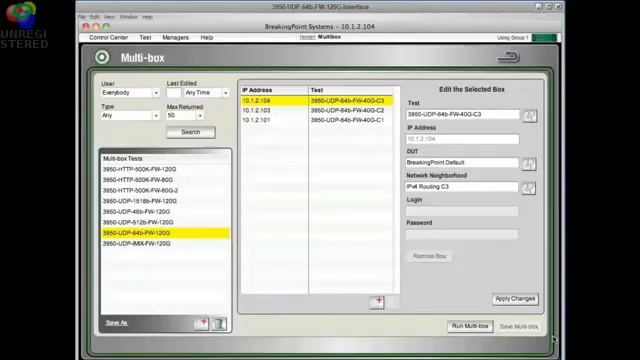 3950-UDP-64b-FW-120G-Interface
UNREGI
STERED
Edit View Window Help
BreakingPoint Systems - 10.1.2.104
Control Center Test Managers Help
Home> Multibox
Using Group 1
Multi-box
User
Everybody
Last Edited
Any Time
Type
Any
Max Returned
50
Search
Multi-box Tests
3950-HTTP-500K-FW-120G
3950-HTTP-500K-FW-80G
3950-HTTP-500K-FW-80G-2
3950-UDP-1518b-FW-120G
3950-UDP-46b-FW-120G
3950-UDP-512b-FW-120G
3950-UDP-64b-FW-120G
3950-UDP-IMIX-FW-120G
Save As
IP Address Test
10.1.2.104 3950-UDP-64b-FW-40G-C3
10.1.2.103 3950-UDP-64b-FW-40G-C2
10.1.2.101 3950-UDP-64b-FW-40G-C1
Edit the Selected Box
Test
3950-UDP-64b-FW-40G-C3
IP Address
10.1.2.104
DUT
BreakingPoint Default
Network Neighborhood
IPv4 Routing C3
Login
Password
Remove Box
Apply Changes
Run Multi-box
Save Multi-box